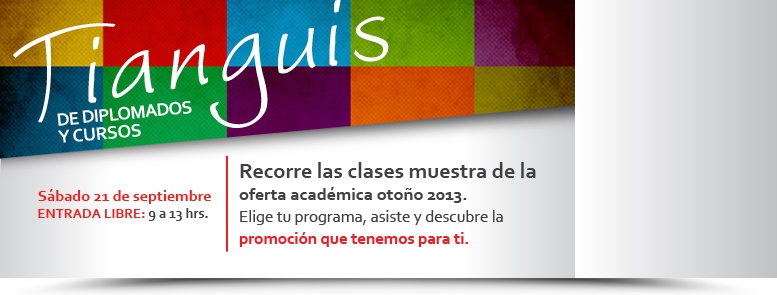 Tianguis
DE DIPLOMADOS
Y CURSOS
Sábado 21 de septiembre
ENTRADA LIBRE: 9 a 13 hrs.
Recorre las clases muestra de la
oferta académica otoño 2013.
Elige tu programa, asiste y descubre la
promoción que tenemos para ti.